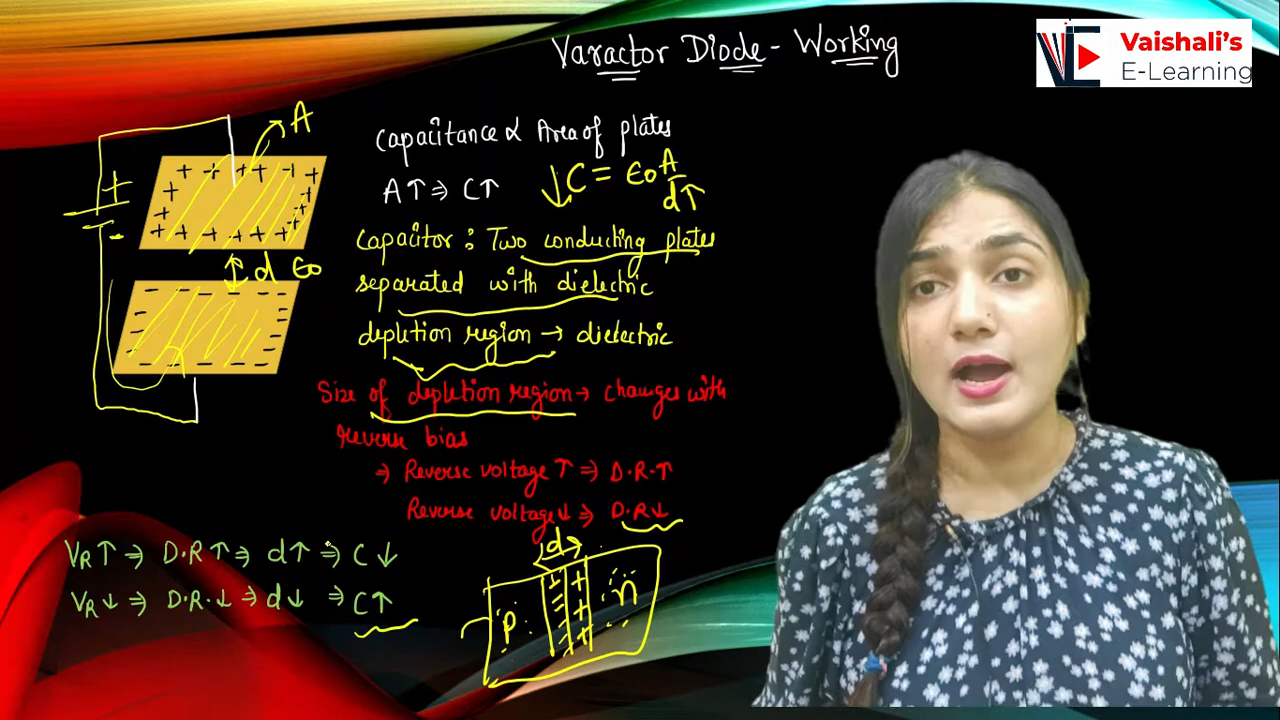 Varactor Diode - Working
Vaishali's
E-Learning
Capacitance ∝ Area of plates
A↑ ⇒ C↑
↓C = ε0 A/d↑
Capacitor : Two conducting plates
separated with dielectric
depletion region → dielectric
Size of depletion region → changes with
reverse bias
⇒ Reverse voltage ↑ ⇒ D.R.↑
Reverse voltage↓ ⇒ D.R↓
A
+
-
d ε0
VR↑ ⇒ D.R↑ ⇒ d↑ ⇒ C↓
VR↓ ⇒ D.R.↓ ⇒ d↓ ⇒ C↑
d
p
n